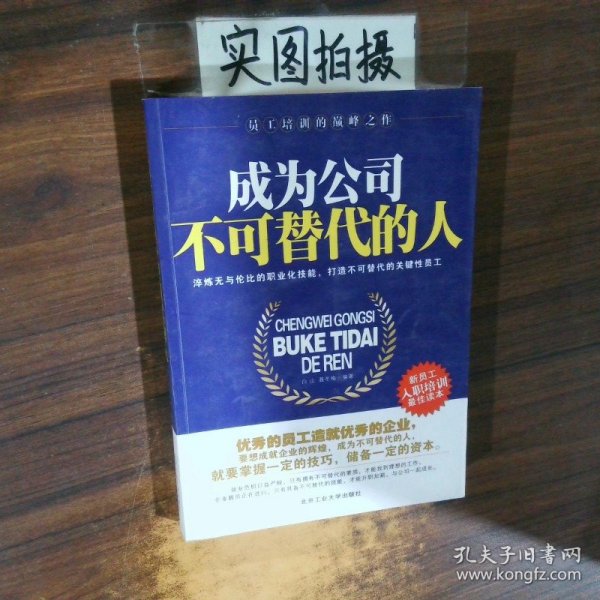 实图拍摄
员工培训的巅峰之作
成为公司
不可替代的人
淬炼无与伦比的职业化技能，打造不可替代的关键性员工
CHENGWEI GONGSI
BUKE TIDAI
DE REN
新员工
入职培训
最佳读本
优秀的员工造就优秀的企业，
要想成就企业的辉煌，成为不可替代的人，
就要掌握一定的技巧，储备一定的资本。
北京工业大学出版社
孔夫子旧书网
www.kongfz.com